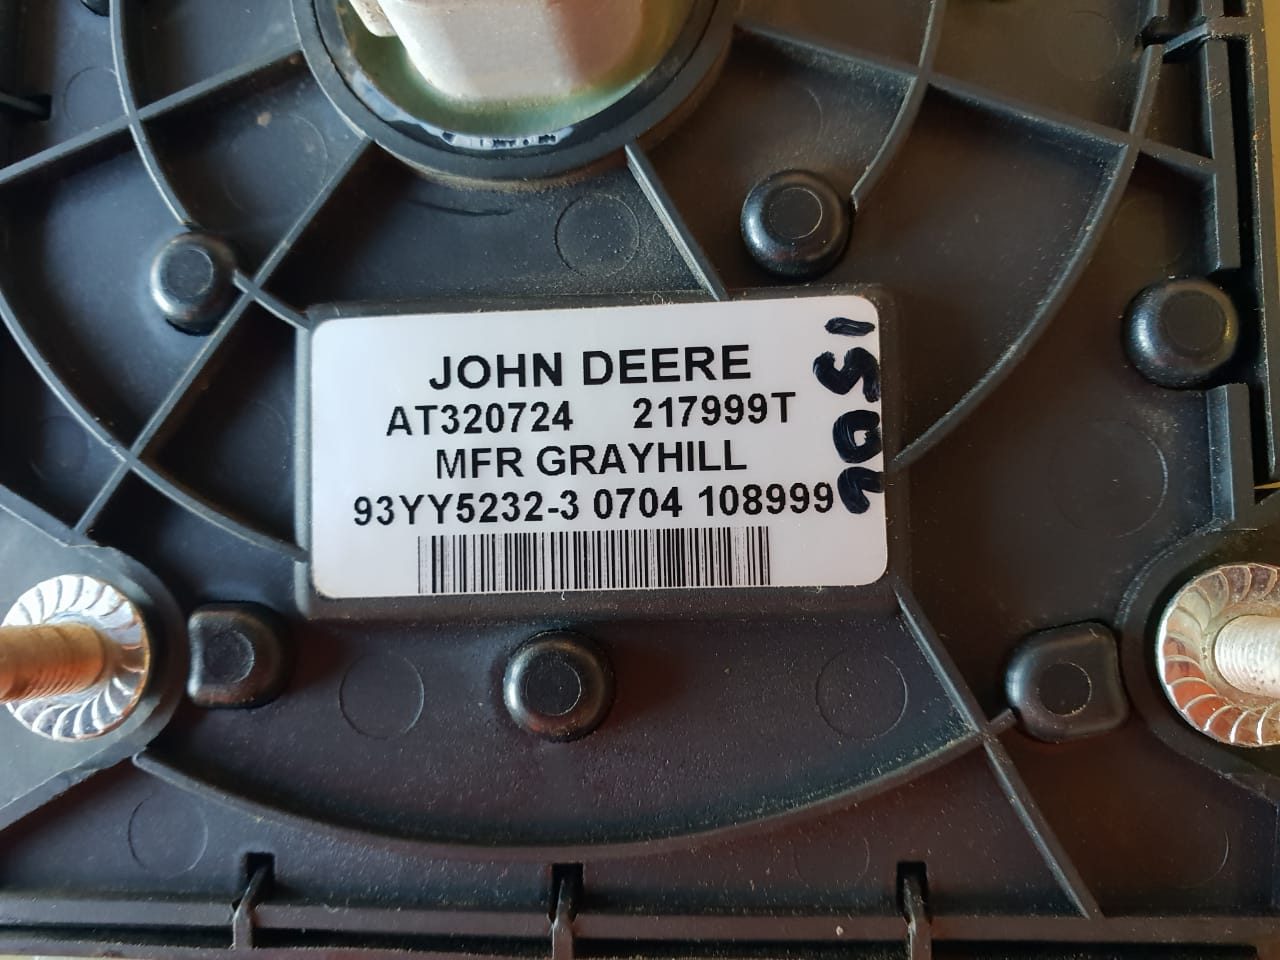 JOHN DEERE
AT320724 217999T
MFR GRAYHILL
93YY5232-3 0704 108999